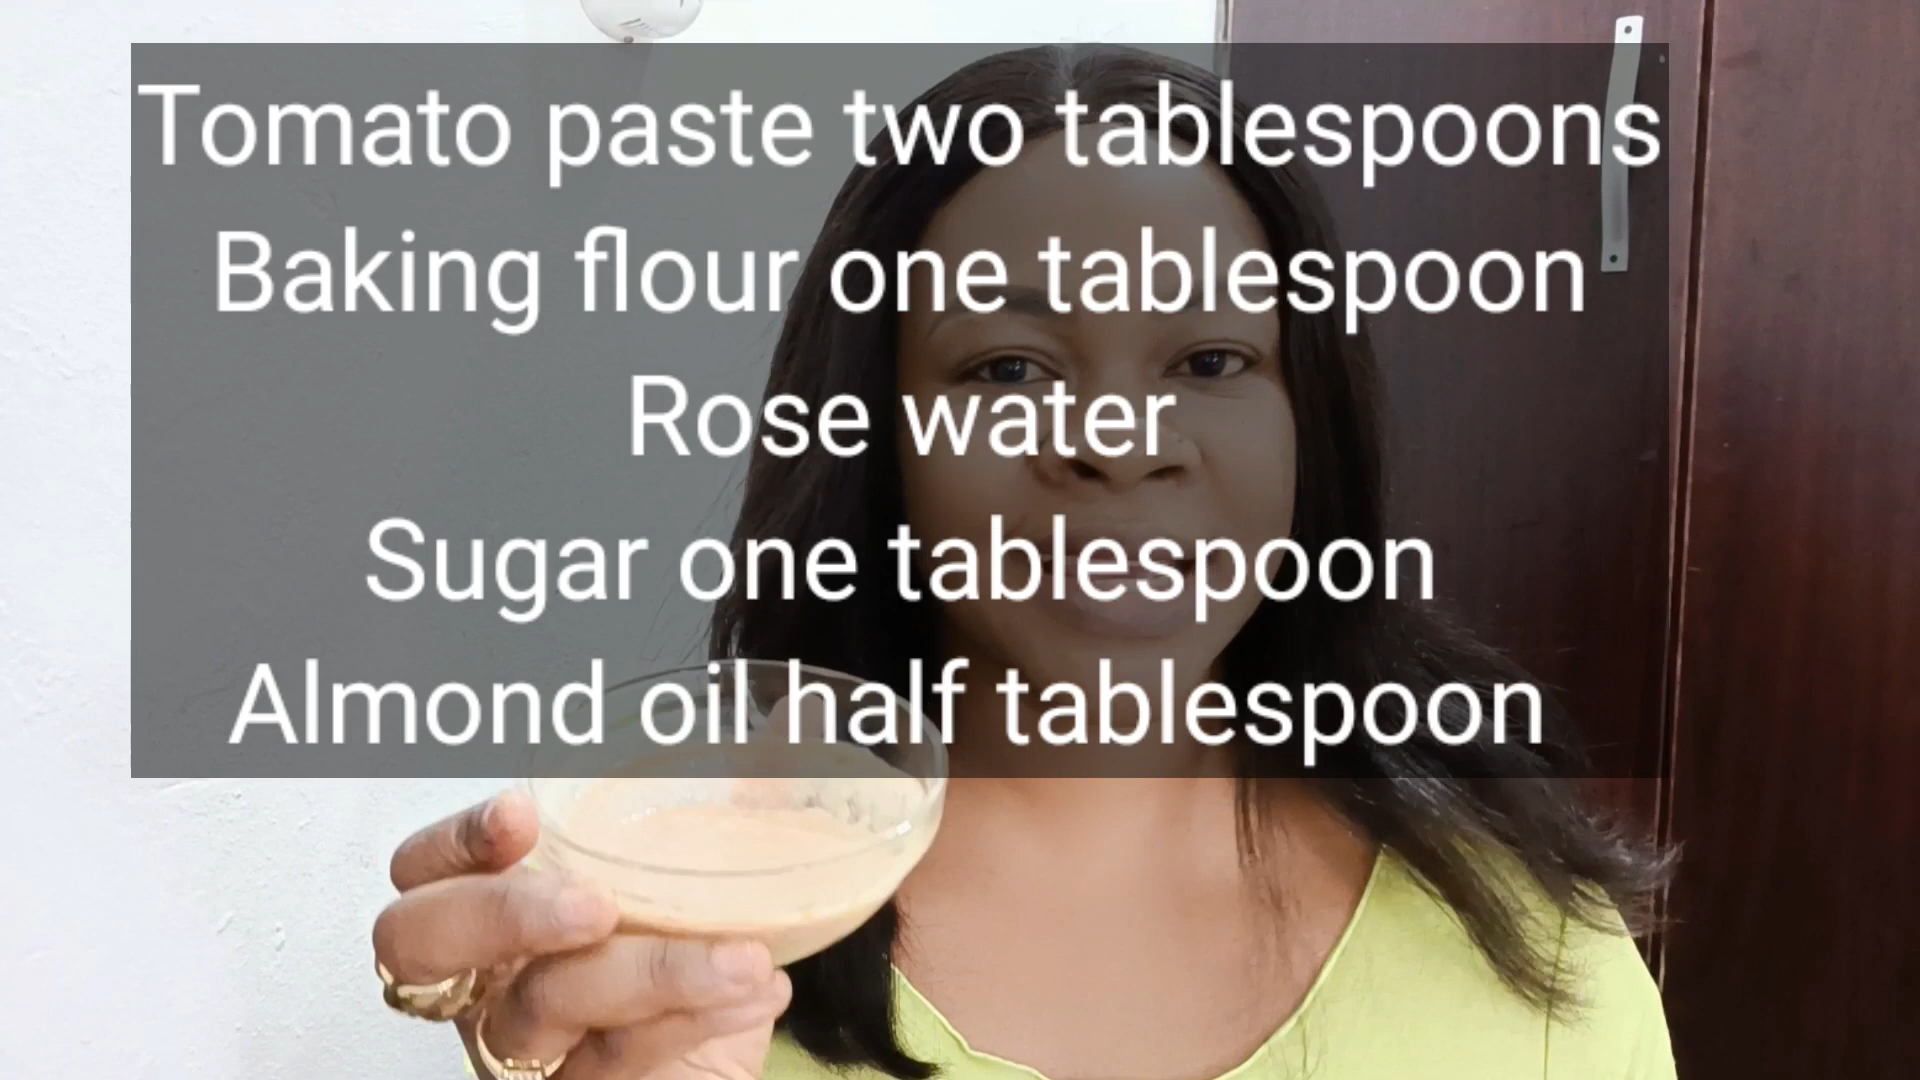 Tomato paste two tablespoons
Baking flour one tablespoon
Rose water
Sugar one tablespoon
Almond oil half tablespoon